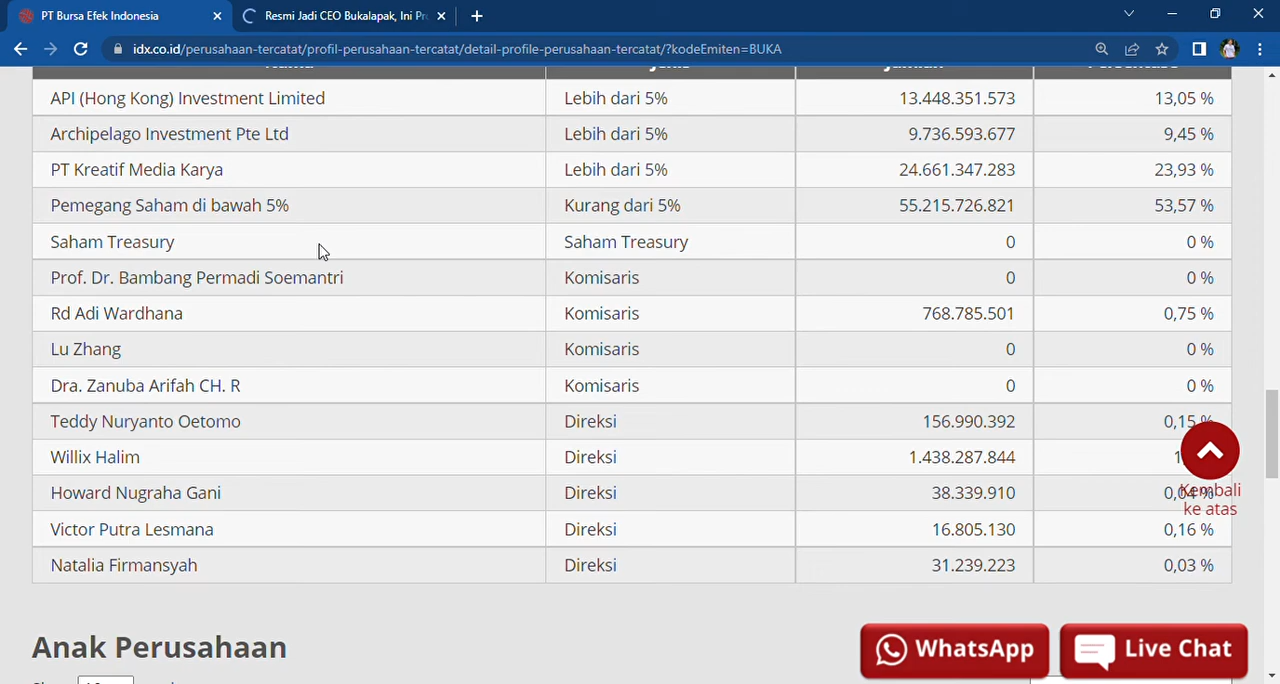 PT Bursa Efek Indonesia
Resmi Jadi CEO Bukalapak, Ini Pr
idx.co.id/perusahaan-tercatat/profil-perusahaan-tercatat/detail-profile-perusahaan-tercatat/?kodeEmiten=BUKA
API (Hong Kong) Investment Limited Lebih dari 5% 13.448.351.573 13,05 %
Archipelago Investment Pte Ltd Lebih dari 5% 9.736.593.677 9,45 %
PT Kreatif Media Karya Lebih dari 5% 24.661.347.283 23,93 %
Pemegang Saham di bawah 5% Kurang dari 5% 55.215.726.821 53,57 %
Saham Treasury Saham Treasury 0 0 %
Prof. Dr. Bambang Permadi Soemantri Komisaris 0 0 %
Rd Adi Wardhana Komisaris 768.785.501 0,75 %
Lu Zhang Komisaris 0 0 %
Dra. Zanuba Arifah CH. R Komisaris 0 0 %
Teddy Nuryanto Oetomo Direksi 156.990.392 0,15 %
Willix Halim Direksi 1.438.287.844
Howard Nugraha Gani Direksi 38.339.910 0,04 %
Victor Putra Lesmana Direksi 16.805.130 0,16 %
Natalia Firmansyah Direksi 31.239.223 0,03 %
Kembali
ke atas
Anak Perusahaan
WhatsApp
Live Chat